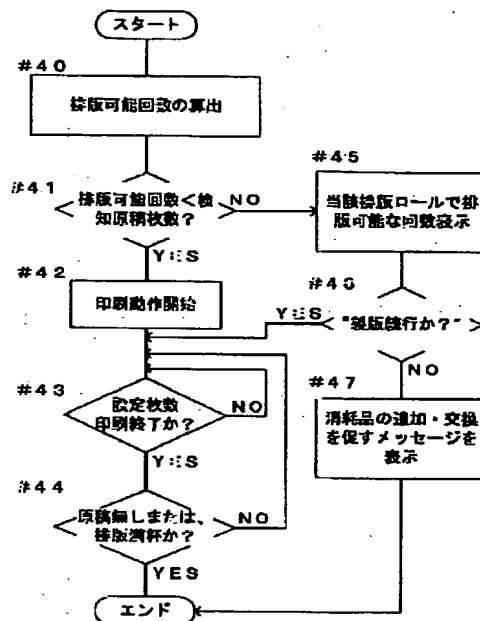 スタート
#40
排版可能回数の算出
#41
排版可能回数<検
知原稿枚数?
NO
YES
#42
印刷動作開始
#43
設定枚数
印刷終了か?
NO
YES
#44
原稿無しまたは、
排版満杯か?
NO
YES
エンド
#45
当該排版ロールで排
版可能な回数表示
#46
"製版続行か?"
YES
NO
#47
消耗品の追加・交換
を促すメッセージを
表示